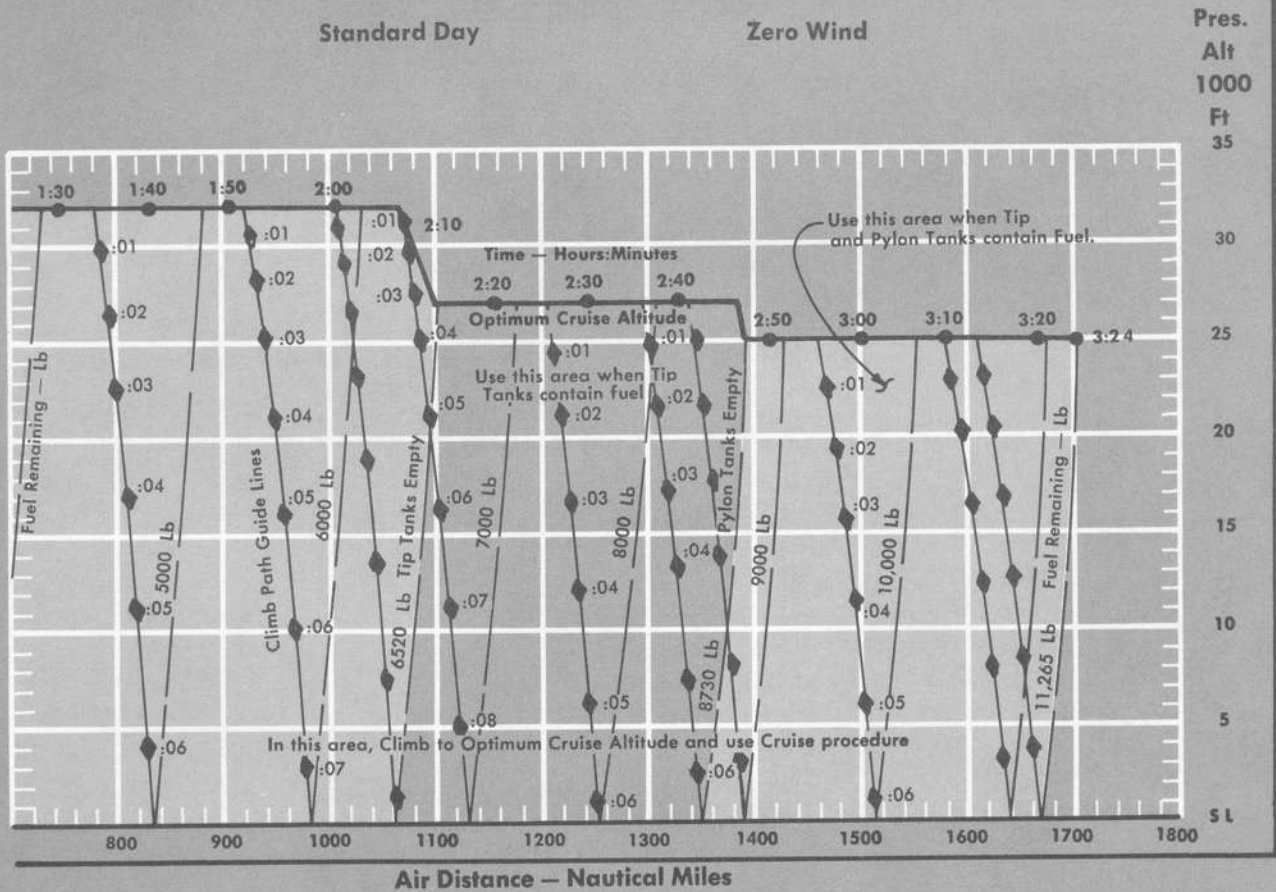 Standard Day
Zero Wind
Pres.
Alt
1000
Ft
35
30
25
20
15
10
5
S L
1:30
1:40
1:50
2:00
2:10
Time — Hours:Minutes
2:20
2:30
2:40
2:50
3:00
3:10
3:20
3:24
Optimum Cruise Altitude
Use this area when Tip
and Pylon Tanks contain Fuel.
Use this area when Tip
Tanks contain fuel
Fuel Remaining — Lb
:01
:02
:03
:04
:05
:06
5000 Lb
Climb Path Guide Lines
:01
:02
:03
:04
:05
:06
:07
6000 Lb
6520 Lb Tip Tanks Empty
:01
:02
:03
:04
:05
:06
:07
:08
7000 Lb
:01
:02
:03
:04
:05
:06
8000 Lb
:01
:02
:03
:04
:06
8730 Lb
Pylon Tanks Empty
9000 Lb
:01
:02
:03
:04
:05
:06
10,000 Lb
11,265 Lb
Fuel Remaining — Lb
In this area, Climb to Optimum Cruise Altitude and use Cruise procedure
800
900
1000
1100
1200
1300
1400
1500
1600
1700
1800
Air Distance — Nautical Miles